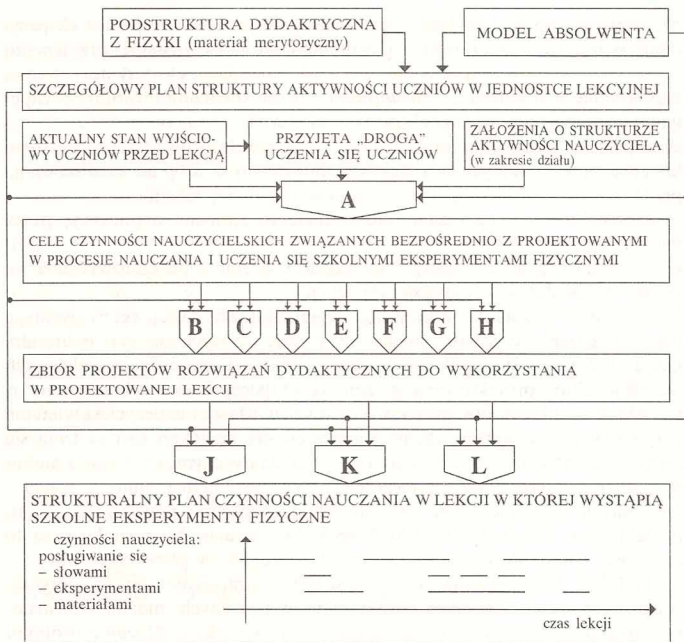 PODSTRUKTURA DYDAKTYCZNA
Z FIZYKI (materiał merytoryczny)
MODEL ABSOLWENTA
SZCZEGÓŁOWY PLAN STRUKTURY AKTYWNOŚCI UCZNIÓW W JEDNOSTCE LEKCYJNEJ
AKTUALNY STAN WYJŚCIO-
WY UCZNIÓW PRZED LEKCJĄ
PRZYJĘTA „DROGA”
UCZENIA SIĘ UCZNIÓW
ZAŁOŻENIA O STRUKTURZE
AKTYWNOŚCI NAUCZYCIELA
(w zakresie działu)
A
CELE CZYNNOŚCI NAUCZYCIELSKICH ZWIĄZANYCH BEZPOŚREDNIO Z PROJEKTOWANYMI
W PROCESIE NAUCZANIA I UCZENIA SIĘ SZKOLNYMI EKSPERYMENTAMI FIZYCZNYMI
B C D E F G H
ZBIÓR PROJEKTÓW ROZWIĄZAŃ DYDAKTYCZNYCH DO WYKORZYSTANIA
W PROJEKTOWANEJ LEKCJI
J K L
STRUKTURALNY PLAN CZYNNOŚCI NAUCZANIA W LEKCJI W KTÓREJ WYSTĄPIĄ
SZKOLNE EKSPERYMENTY FIZYCZNE
czynności nauczyciela:
posługiwanie się
– słowami
– eksperymentami
– materiałami
czas lekcji